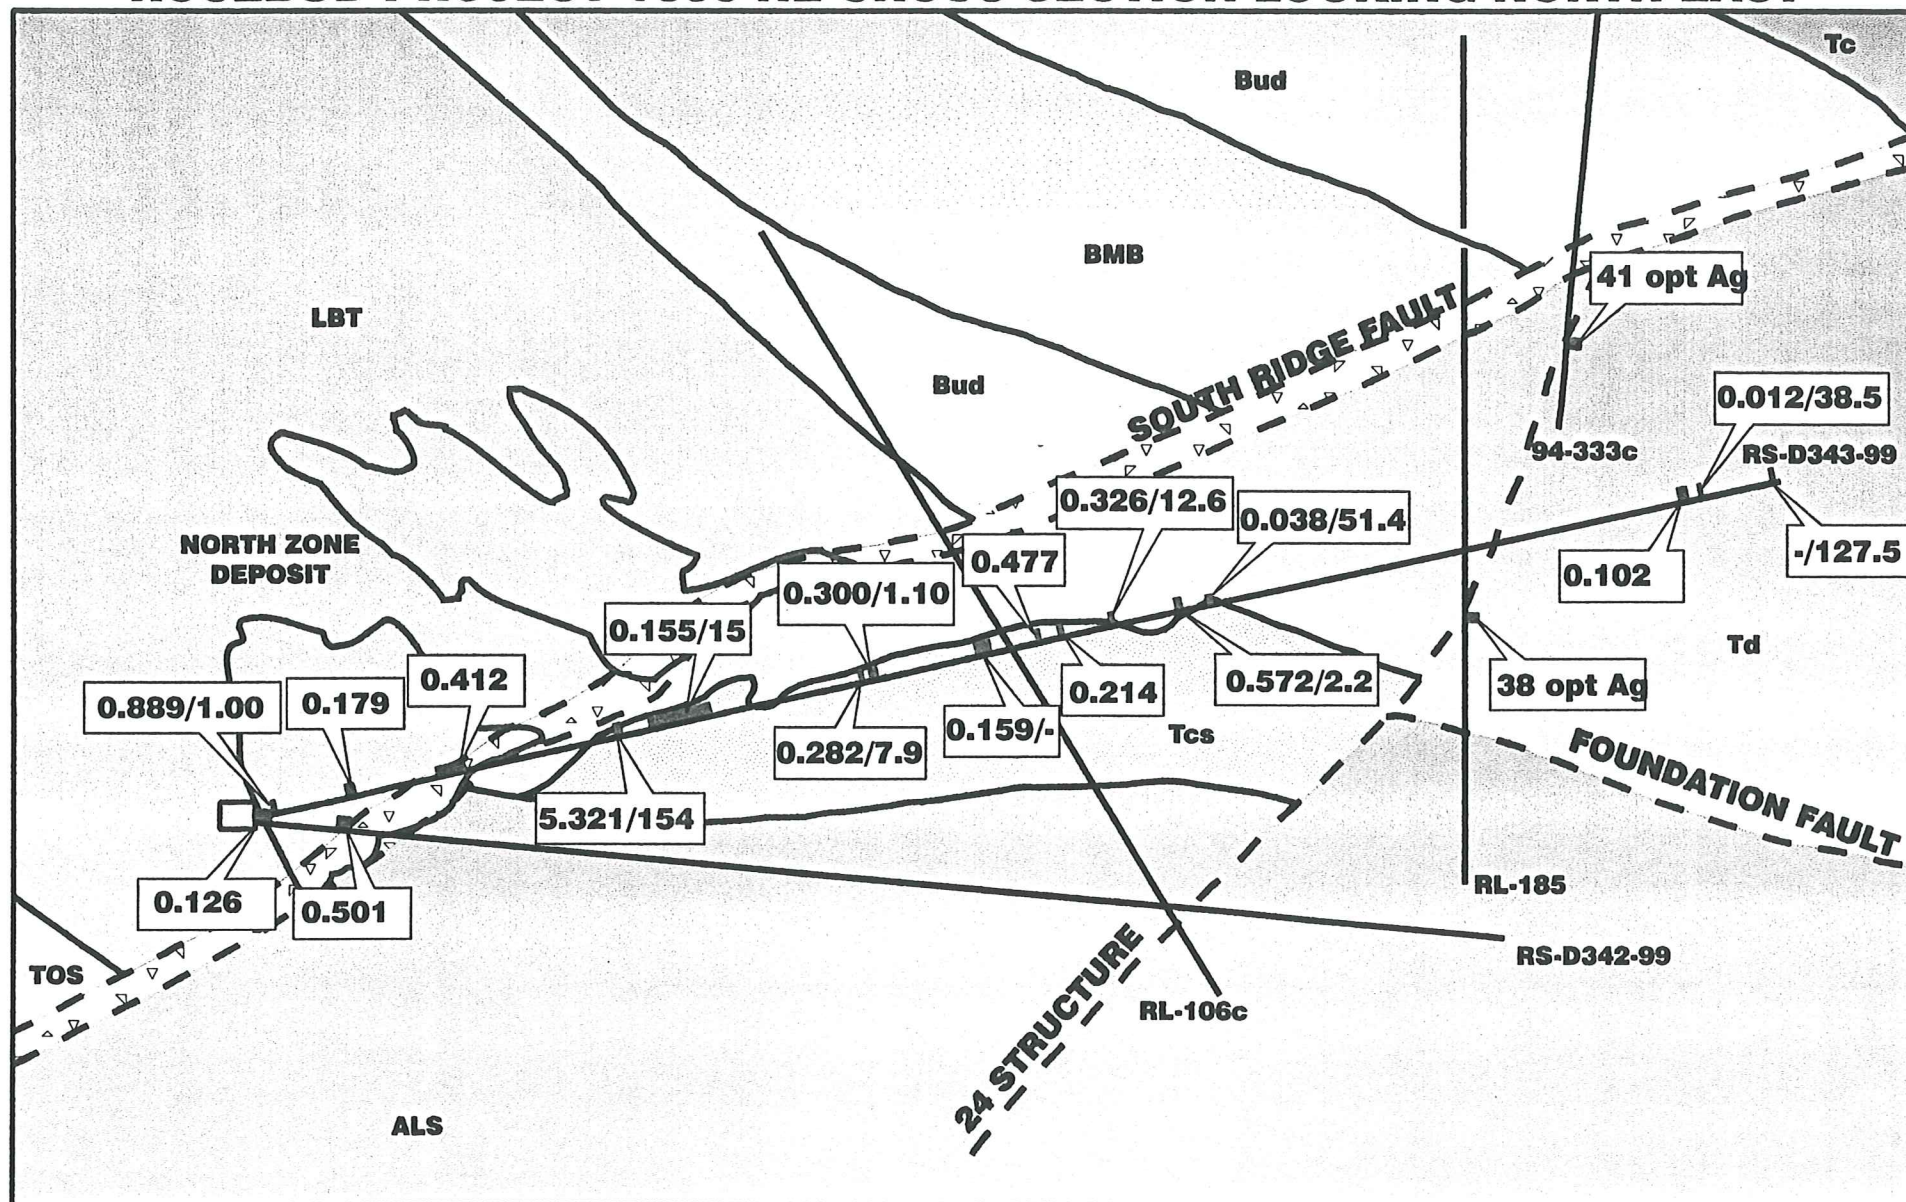 Tc
Bud
BMB
41 opt Ag
LBT
SOUTH RIDGE FAULT
Bud
0.012/38.5
94-333c
RS-D343-99
0.326/12.6
0.038/51.4
NORTH ZONE
DEPOSIT
0.477
-/127.5
0.102
0.300/1.10
0.155/15
Td
0.412
0.572/2.2
38 opt Ag
0.889/1.00
0.179
0.214
0.159/-
Tcs
0.282/7.9
FOUNDATION FAULT
5.321/154
0.126
0.501
RL-185
TOS
RS-D342-99
24 STRUCTURE
RL-106c
ALS